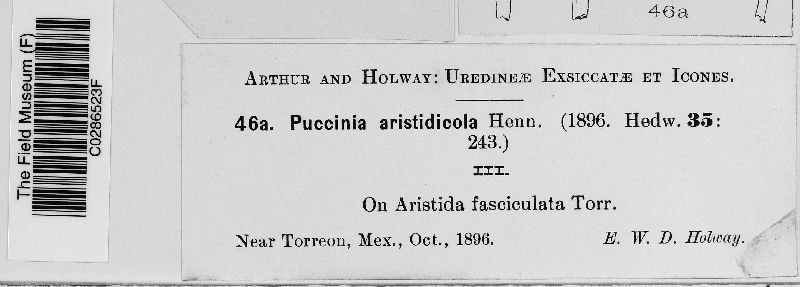 46a
The Field Museum (F)
C0286523F
ARTHUR AND HOLWAY: UREDINEÆ EXSICCATÆ ET ICONES.
46a. Puccinia aristidicola Henn. (1896. Hedw. 35:
243.)
III.
On Aristida fasciculata Torr.
Near Torreon, Mex., Oct., 1896. E. W. D. Holway.